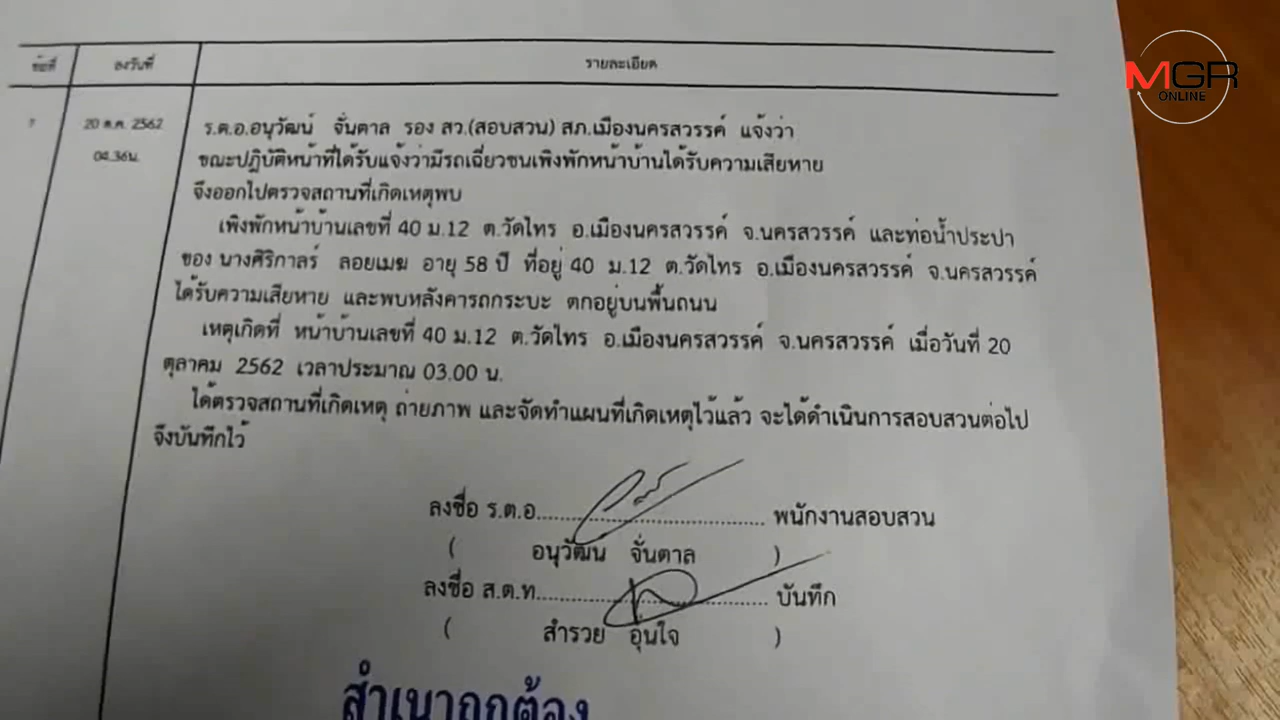 MGR
ONLINE
ข้อที่ ลงวันที่ รายละเอียด
7 20 ต.ค. 2562 ร.ต.อ.อนุวัฒน์ จั่นตาล รอง สว.(สอบสวน) สภ.เมืองนครสวรรค์ แจ้งว่า
04.36น. ขณะปฏิบัติหน้าที่ได้รับแจ้งว่ามีรถเฉี่ยวชนเพิงพักหน้าบ้านได้รับความเสียหาย
จึงออกไปตรวจสถานที่เกิดเหตุพบ
เพิงพักหน้าบ้านเลขที่ 40 ม.12 ต.วัดไทร อ.เมืองนครสวรรค์ จ.นครสวรรค์ และท่อน้ำประปา
ของ นางศิริกาลร์ ลอยเมฆ อายุ 58 ปี ที่อยู่ 40 ม.12 ต.วัดไทร อ.เมืองนครสวรรค์ จ.นครสวรรค์
ได้รับความเสียหาย และพบหลังคารถกระบะ ตกอยู่บนพื้นถนน
เหตุเกิดที่ หน้าบ้านเลขที่ 40 ม.12 ต.วัดไทร อ.เมืองนครสวรรค์ จ.นครสวรรค์ เมื่อวันที่ 20
ตุลาคม 2562 เวลาประมาณ 03.00 น.
ได้ตรวจสถานที่เกิดเหตุ ถ่ายภาพ และจัดทำแผนที่เกิดเหตุไว้แล้ว จะได้ดำเนินการสอบสวนต่อไป
จึงบันทึกไว้
ลงชื่อ ร.ต.อ............................... พนักงานสอบสวน
( อนุวัฒน จั่นตาล )
ลงชื่อ ส.ต.ท............................... บันทึก
( สำรวย อุ่นใจ )
สำเนาถูกต้อง